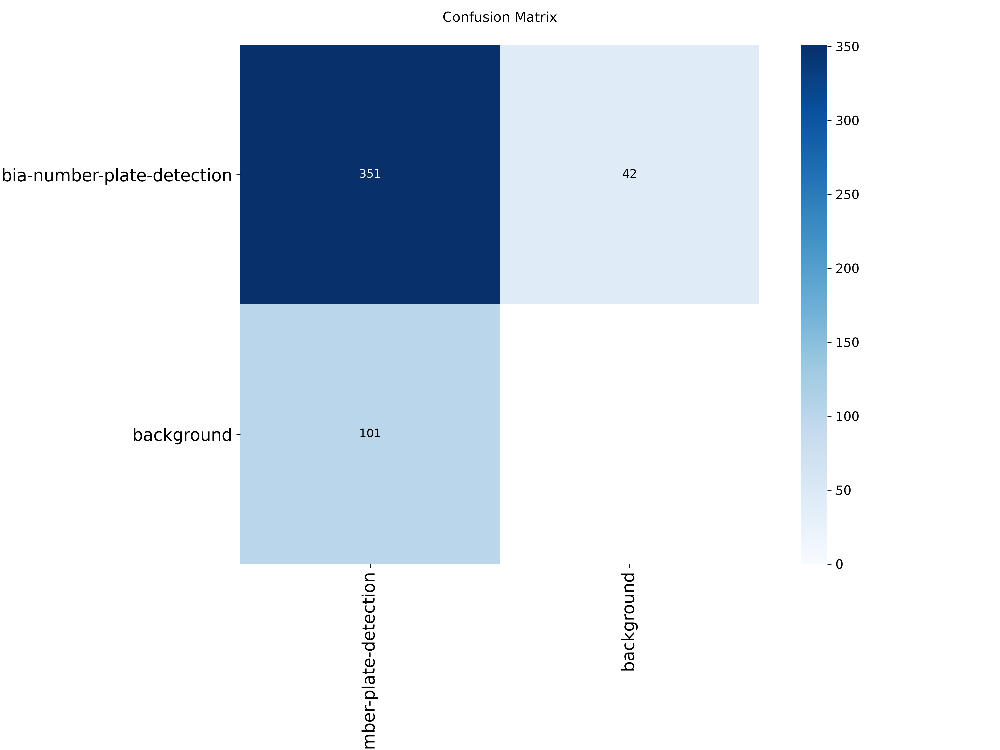 Confusion Matrix
bia-number-plate-detection
351
42
background
101
mber-plate-detection
background
350
300
250
200
150
100
50
0